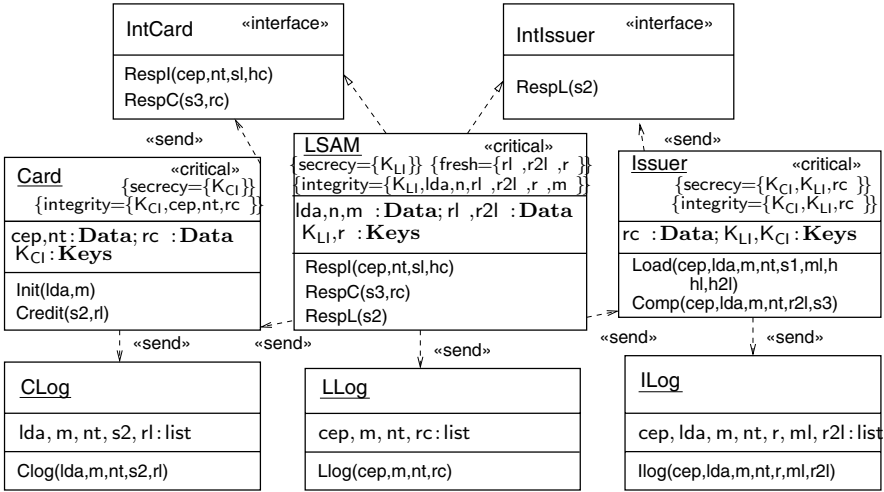 IntCard «interface»
RespI(cep,nt,sl,hc)
RespC(s3,rc)
IntIssuer «interface»
RespL(s2)
«send»
«send»
Card «critical»
{secrecy={K_CI}}
{integrity={K_CI,cep,nt,rc }}
cep,nt:Data; rc :Data
K_CI:Keys
Init(lda,m)
Credit(s2,rl)
LSAM «critical»
{secrecy={K_LI}} {fresh={rl ,r2l ,r }}
{integrity={K_LI,lda,n,rl ,r2l ,r ,m }}
lda,n,m :Data; rl ,r2l :Data
K_LI,r :Keys
RespI(cep,nt,sl,hc)
RespC(s3,rc)
RespL(s2)
Issuer «critical»
{secrecy={K_CI,K_LI,rc }}
{integrity={K_CI,K_LI,rc }}
rc :Data; K_LI,K_CI:Keys
Load(cep,lda,m,nt,s1,ml,h
hl,h2l)
Comp(cep,lda,m,nt,r2l,s3)
«send» «send» «send» «send» «send»
CLog
lda, m, nt, s2, rl:list
Clog(lda,m,nt,s2,rl)
LLog
cep, m, nt, rc:list
Llog(cep,m,nt,rc)
ILog
cep, lda, m, nt, r, ml, r2l:list
Ilog(cep,lda,m,nt,r,ml,r2l)